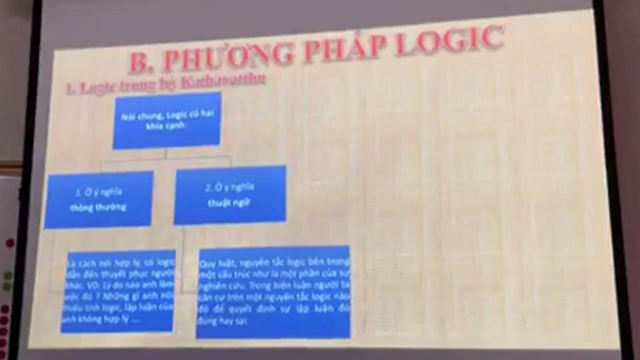 B. PHƯƠNG PHÁP LOGIC
1. Logic trong bộ Kathavatthu
Nói chung, Logic có hai
khía cạnh:
1. Ở ý nghĩa
thông thường
2. Ở ý nghĩa
thuật ngữ
Là cách nói hợp lý, có logic
dẫn đến thuyết phục người
khác. VD: Lý do nào anh làm
việc đó ? Những gì anh nói
thiếu tính logic, lập luận của
anh không hợp lý ....
Quy luật, nguyên tắc logic bên trong
một cấu trúc như là một phần của sự
nghiên cứu. Trong biện luận người ta
căn cứ trên một nguyên tắc logic nào
đó để quyết định sự lập luận đó
đúng hay sai.